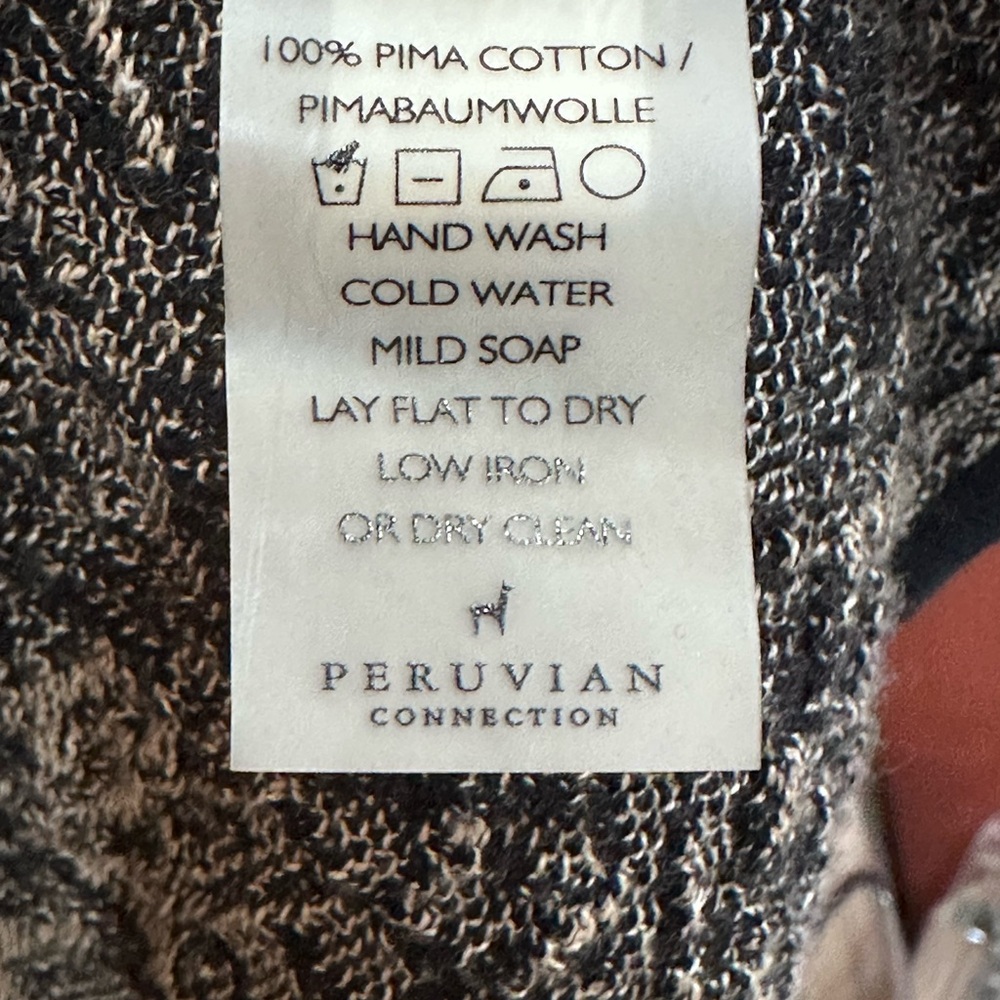 100% PIMA COTTON /
PIMABAUMWOLLE
HAND WASH
COLD WATER
MILD SOAP
LAY FLAT TO DRY
LOW IRON
OR DRY CLEAN
PERUVIAN
CONNECTION